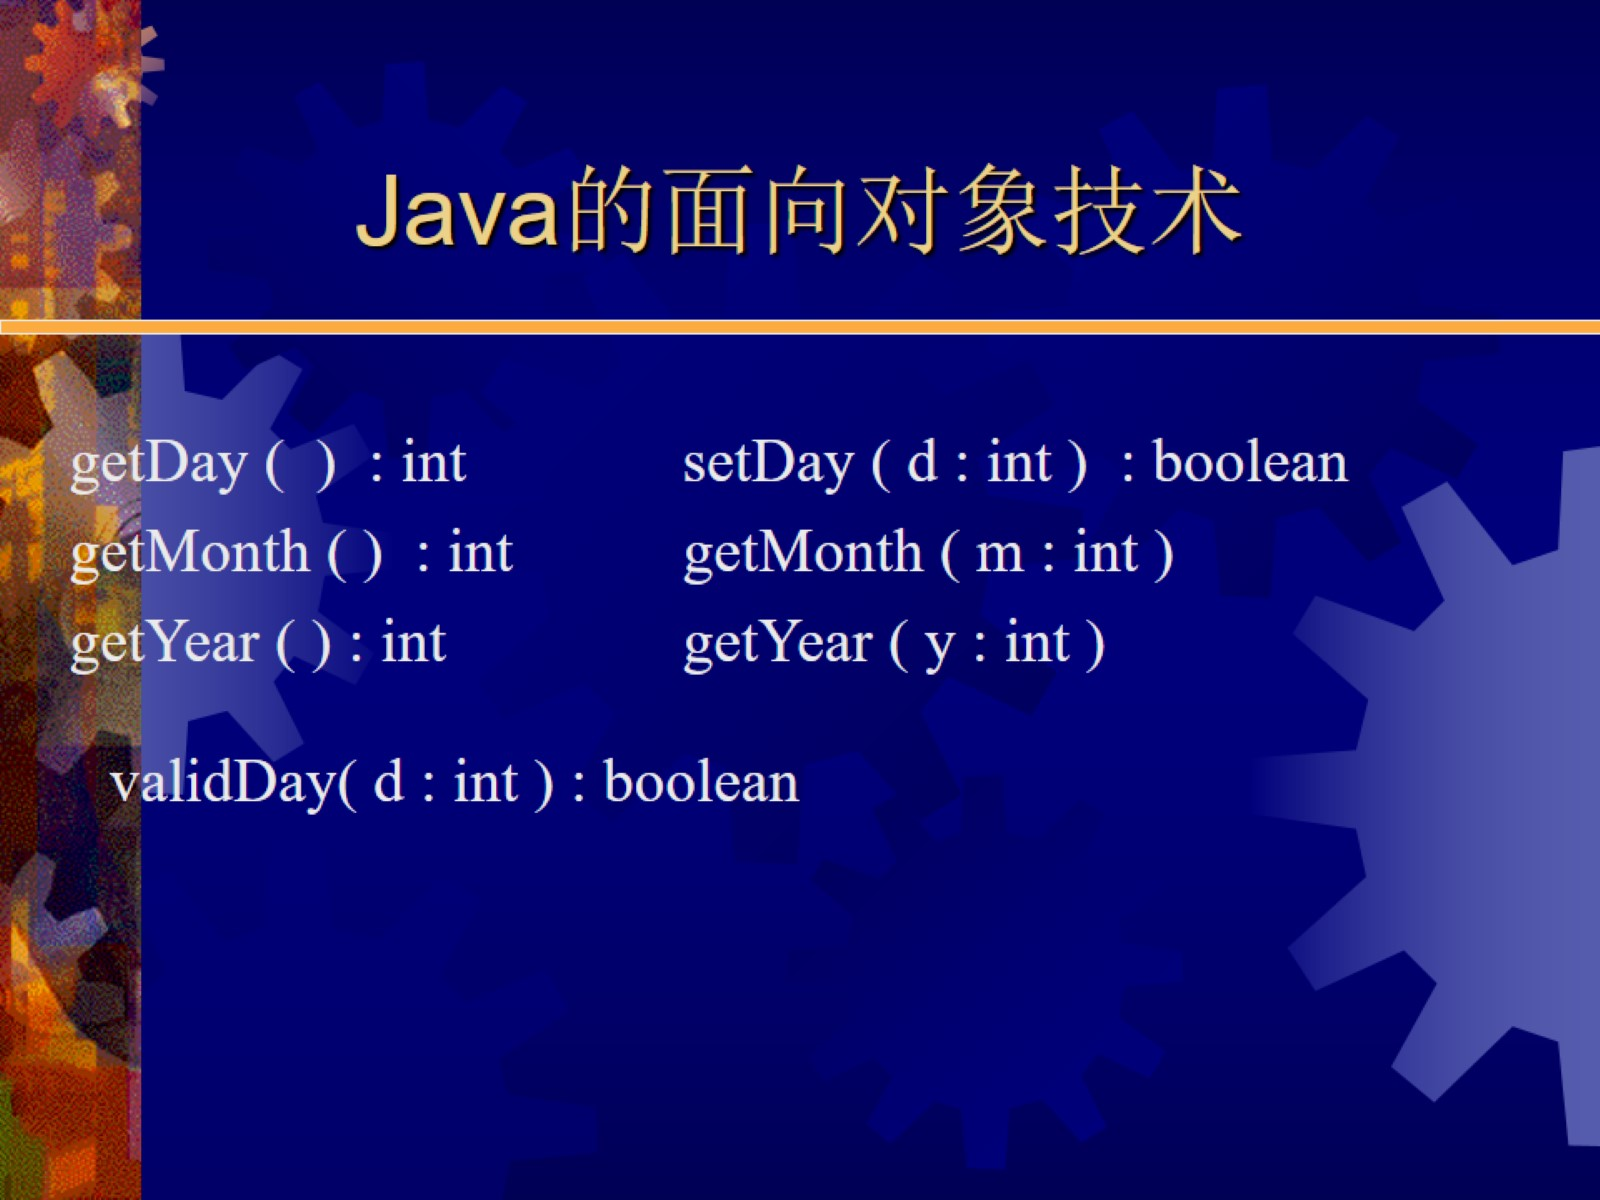 Java的面向对象技术
getDay ( ) : int setDay ( d : int ) : boolean
getMonth ( ) : int getMonth ( m : int )
getYear ( ) : int getYear ( y : int )
validDay( d : int ) : boolean